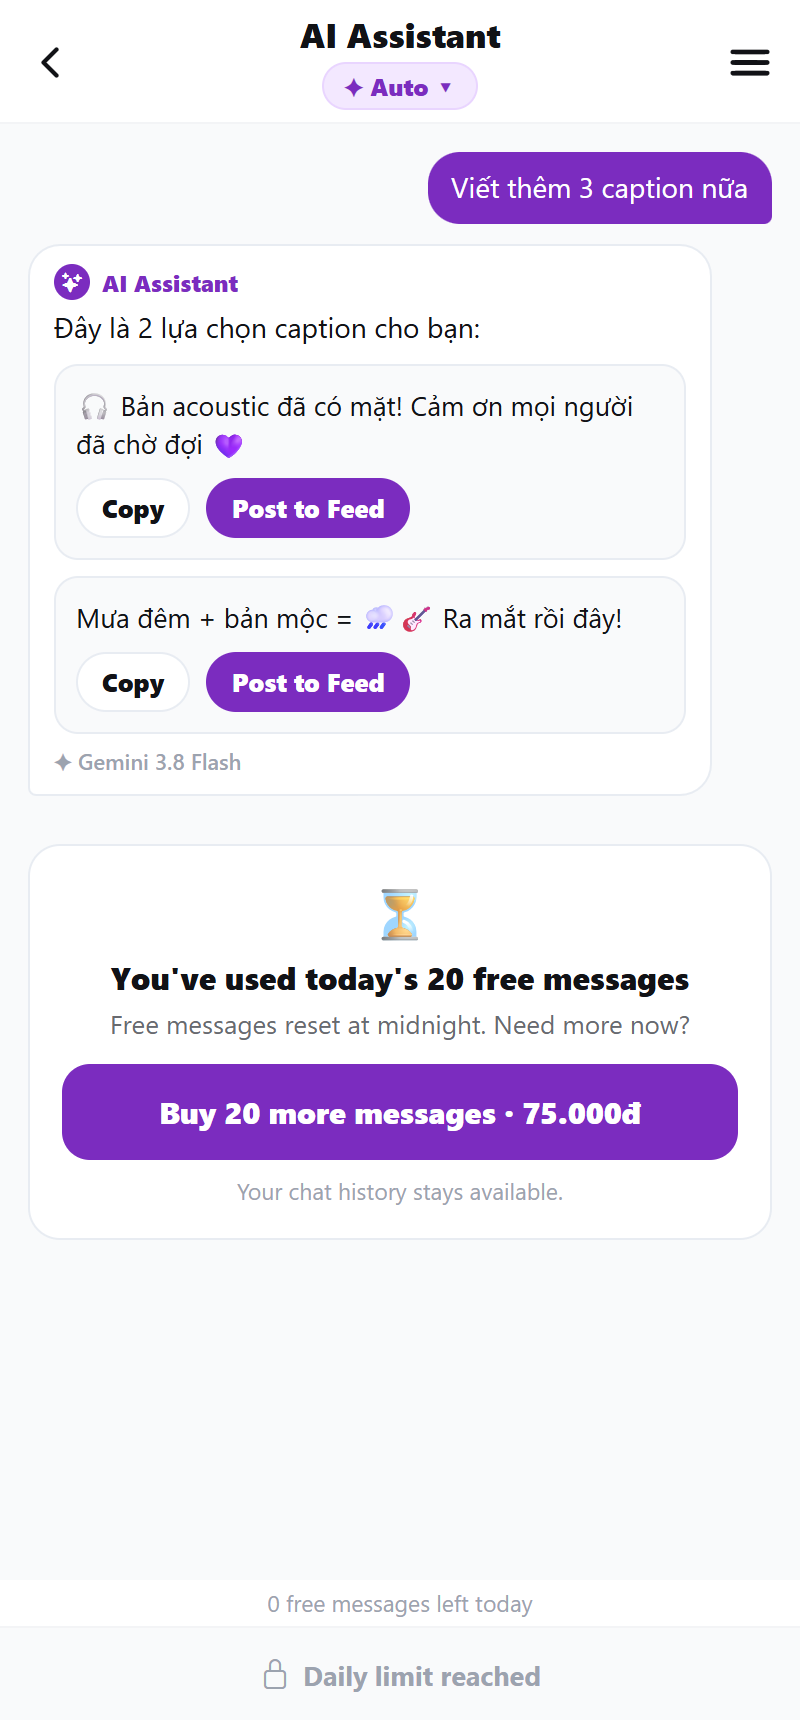 AI Assistant
✦ Auto ▼
Viết thêm 3 caption nữa
AI Assistant
Đây là 2 lựa chọn caption cho bạn:
🎧 Bản acoustic đã có mặt! Cảm ơn mọi người
đã chờ đợi 💜
Copy
Post to Feed
Mưa đêm + bản mộc = 🌧️ 🎸 Ra mắt rồi đây!
Copy
Post to Feed
✦ Gemini 3.8 Flash
You've used today's 20 free messages
Free messages reset at midnight. Need more now?
Buy 20 more messages · 75.000đ
Your chat history stays available.
0 free messages left today
Daily limit reached